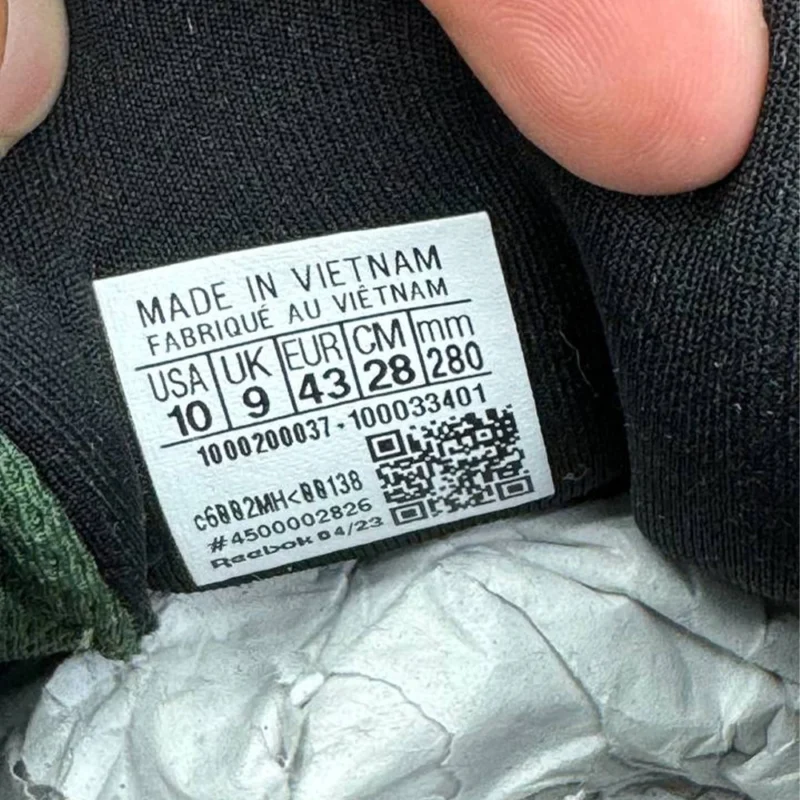 MADE IN VIETNAM
FABRIQUÉ AU VIÊTNAM
USA UK EUR CM mm
10 9 43 28 280
1000200037-100033401
c6002MH<00138
#4500002826
Reebok 04/23